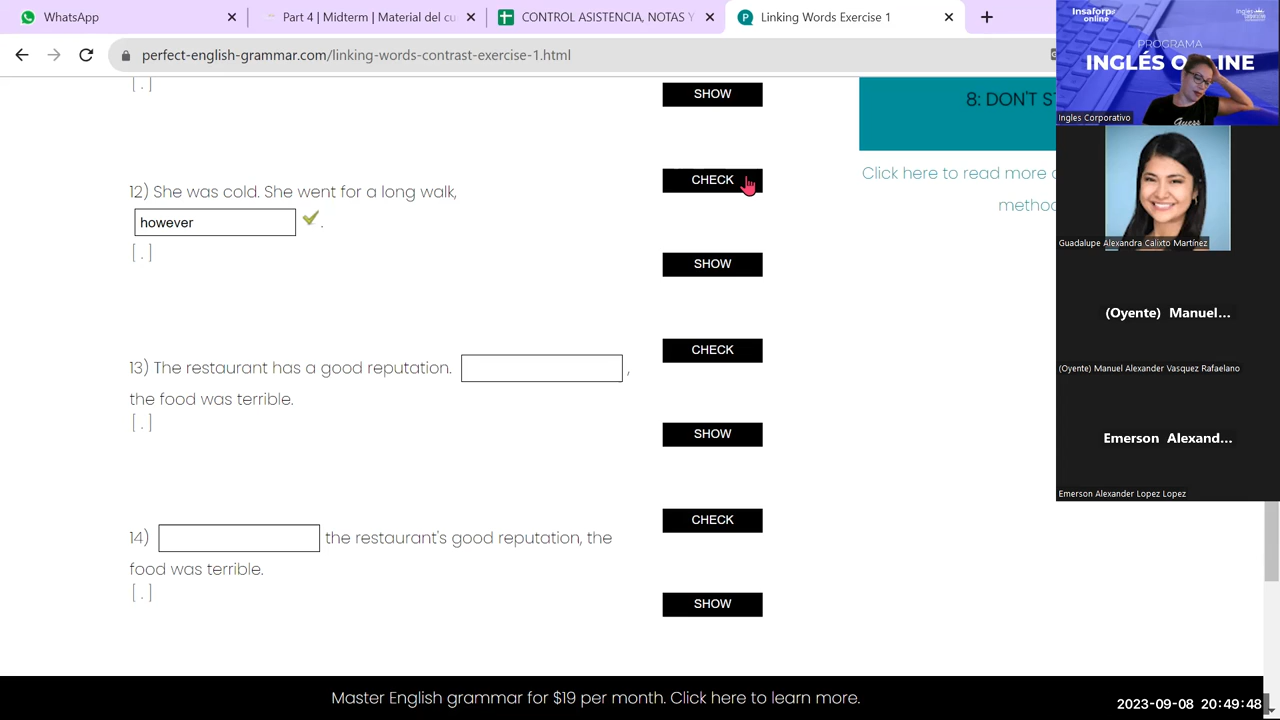 WhatsApp
Part 4 | Midterm | Material del cu
CONTROL ASISTENCIA,NOTAS Y
Linking Words Exercise 1
perfect-english-grammar.com/linking-words-contrast-exercise-1.html
[ . ]
SHOW
12) She was cold. She went for a long walk,
however
.
[ . ]
CHECK
SHOW
13) The restaurant has a good reputation.
,
the food was terrible.
[ . ]
CHECK
SHOW
14)
the restaurant's good reputation, the
food was terrible.
[ . ]
CHECK
SHOW
8: DON'T S
Click here to read more
metho
Master English grammar for $19 per month. Click here to learn more.
Insaforp
online
PROGRAMA
INGLÉS O LINE
Guess
Ingles Corporativo
Guadalupe Alexandra Calixto Martínez
(Oyente) Manuel...
(Oyente) Manuel Alexander Vasquez Rafaelano
Emerson Alexand...
Emerson Alexander Lopez Lopez
2023-09-08 20:49:48